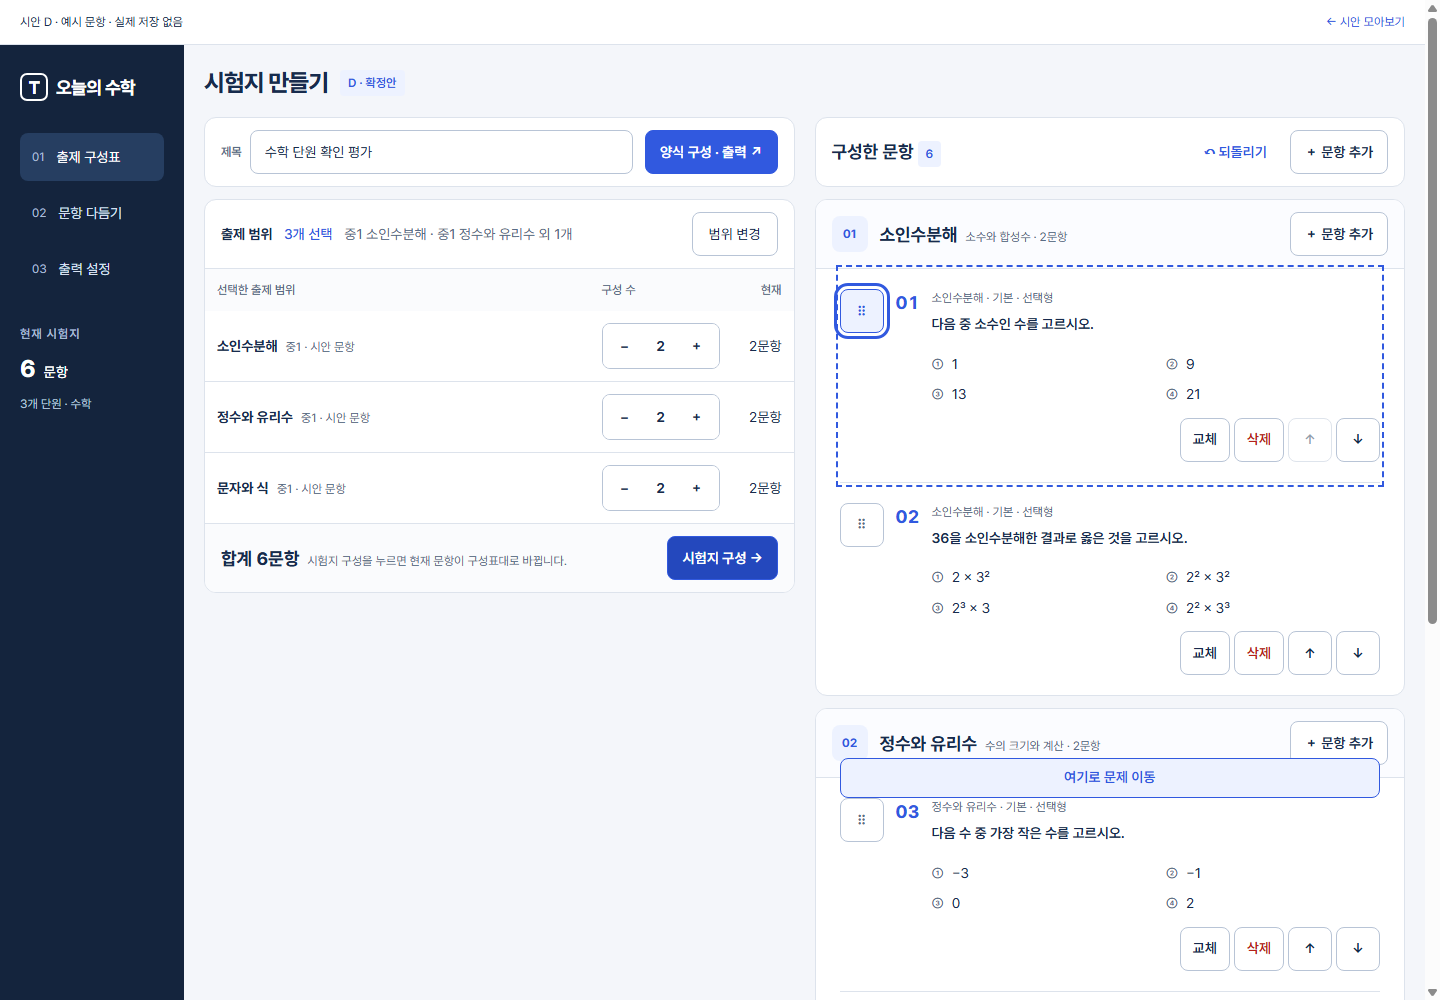 시안 D · 예시 문항 · 실제 저장 없음
← 시안 모아보기
T 오늘의 수학
01 출제 구성표
02 문항 다듬기
03 출력 설정
현재 시험지
6 문항
3개 단원 · 수학
시험지 만들기 D · 확정안
제목 수학 단원 확인 평가 양식 구성 · 출력 ↗
출제 범위 3개 선택 중1 소인수분해 · 중1 정수와 유리수 외 1개 범위 변경
선택한 출제 범위 구성 수 현재
소인수분해 중1 · 시안 문항 − 2 + 2문항
정수와 유리수 중1 · 시안 문항 − 2 + 2문항
문자와 식 중1 · 시안 문항 − 2 + 2문항
합계 6문항 시험지 구성을 누르면 현재 문항이 구성표대로 바뀝니다. 시험지 구성 →
구성한 문항 6 되돌리기 + 문항 추가
01 소인수분해 소수와 합성수 · 2문항 + 문항 추가
01 소인수분해 · 기본 · 선택형
다음 중 소수인 수를 고르시오.
① 1 ② 9
③ 13 ④ 21
교체 삭제 ↑ ↓
02 소인수분해 · 기본 · 선택형
36을 소인수분해한 결과로 옳은 것을 고르시오.
① 2 × 3² ② 2² × 3²
③ 2³ × 3 ④ 2² × 3³
교체 삭제 ↑ ↓
02 정수와 유리수 수의 크기와 계산 · 2문항 + 문항 추가
여기로 문제 이동
03 정수와 유리수 · 기본 · 선택형
다음 수 중 가장 작은 수를 고르시오.
① −3 ② −1
③ 0 ④ 2
교체 삭제 ↑ ↓